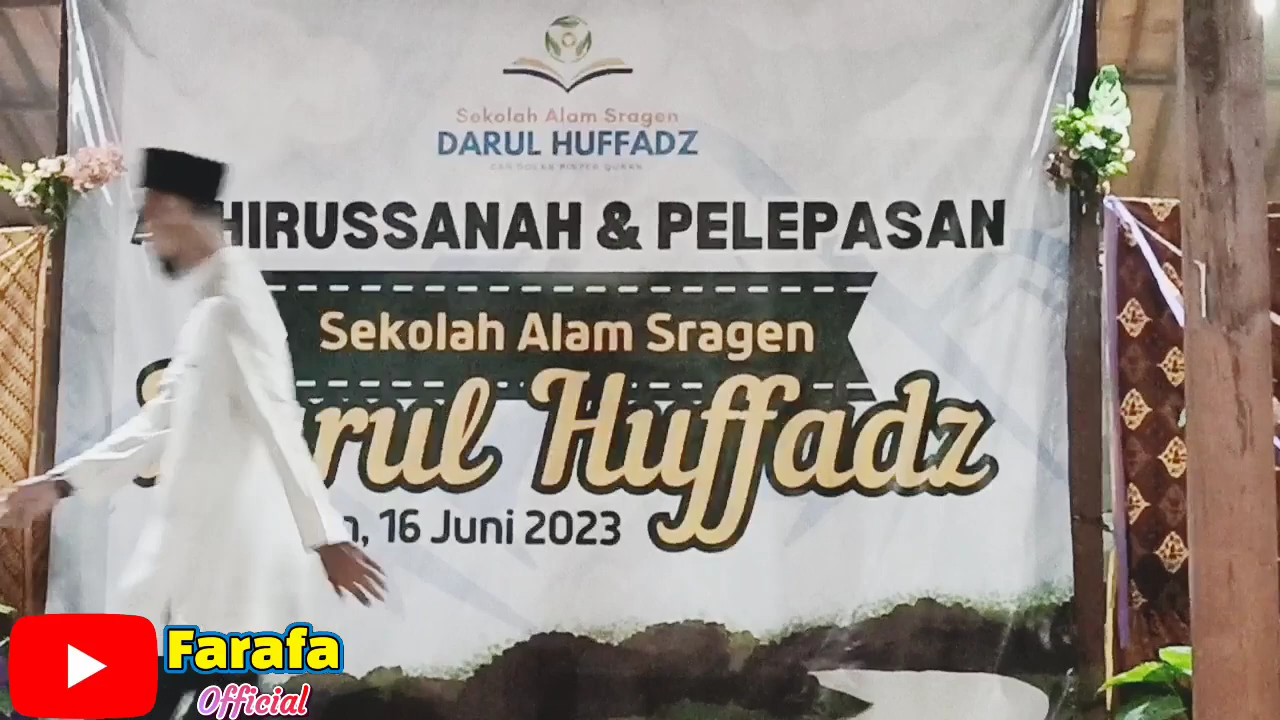 Sekolah Alam Sragen
DARUL HUFFADZ
HIRUSSANAH & PELEPASAN
Sekolah Alam Sragen
rul Huffadz
n, 16 Juni 2023
Farafa
Official